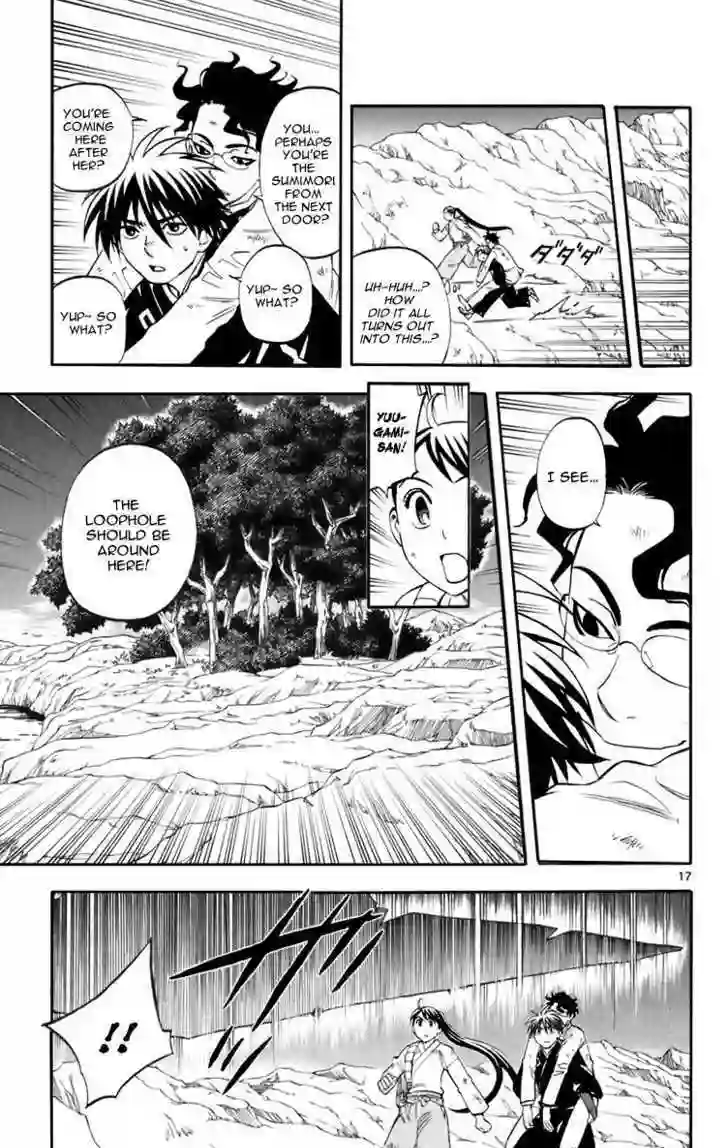 UH-HUH....?
HOW
DID IT ALL
TURNS OUT
INTO THIS....?
ダダダ
YOU...
PERHAPS
YOU'RE
THE
SUMIMORI
FROM
THE NEXT
DOOR?
YOU'RE
COMING
HERE
AFTER
HER?
YUP~ SO
WHAT?
YUP~ SO
WHAT?
I SEE...
YUU-
GAMI-
SAN!
THE
LOOPHOLE
SHOULD BE
AROUND
HERE!
17
!!